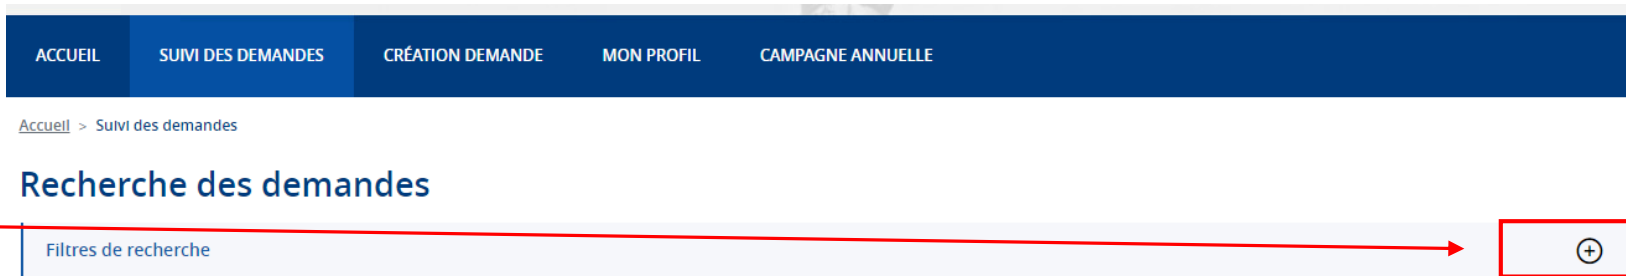 ACCUEIL SUIVI DES DEMANDES CRÉATION DEMANDE MON PROFIL CAMPAGNE ANNUELLE
Accueil > Suivi des demandes
Recherche des demandes
Filtres de recherche